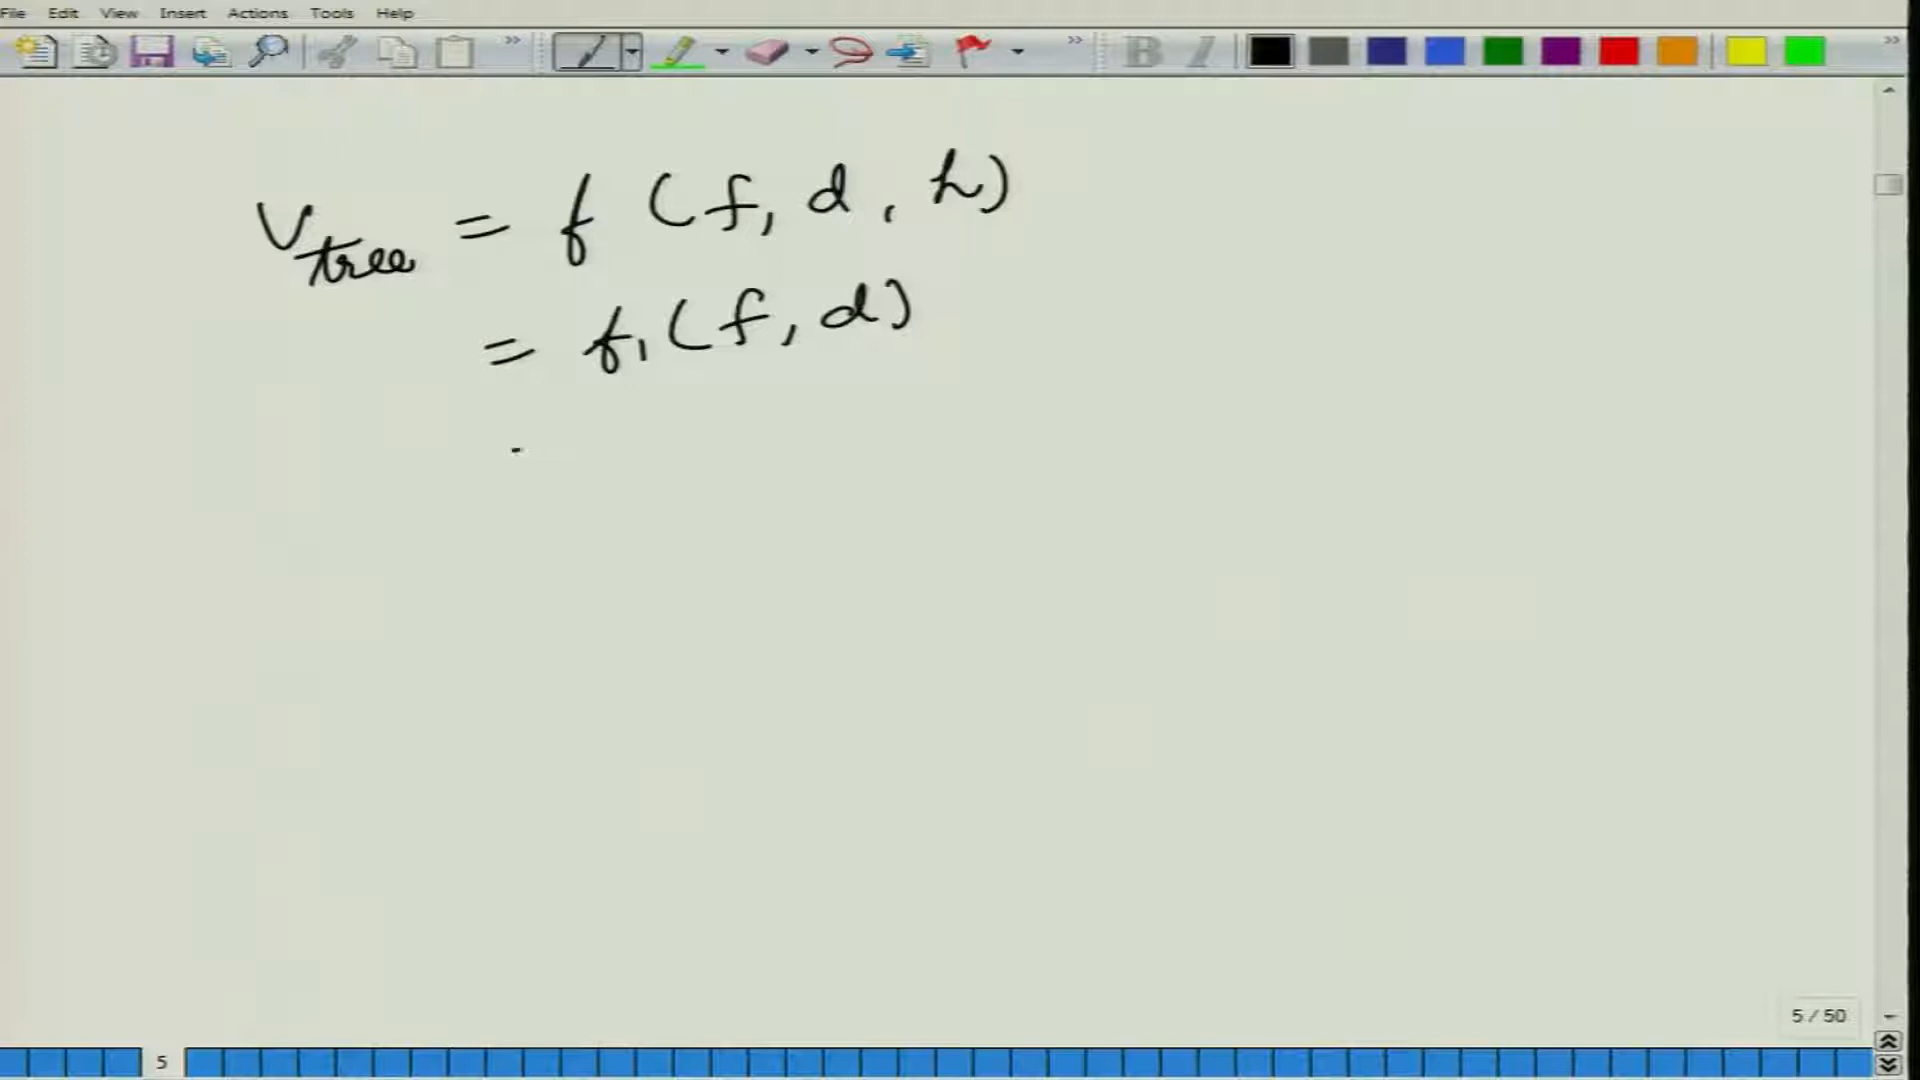 File Edit View Insert Actions Tools Help
V_tree = f (f, d, h)
= f₁ (f, d)
5 / 50
5